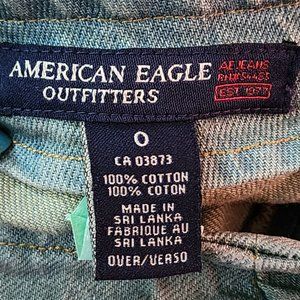 AMERICAN EAGLE
OUTFITTERS
AE JEANS
RN# 54485
EST 1977
0
CA 03873
100% COTTON
100% COTON
MADE IN
SRI LANKA
FABRIQUE AU
SRI LANKA
OVER/VERSO